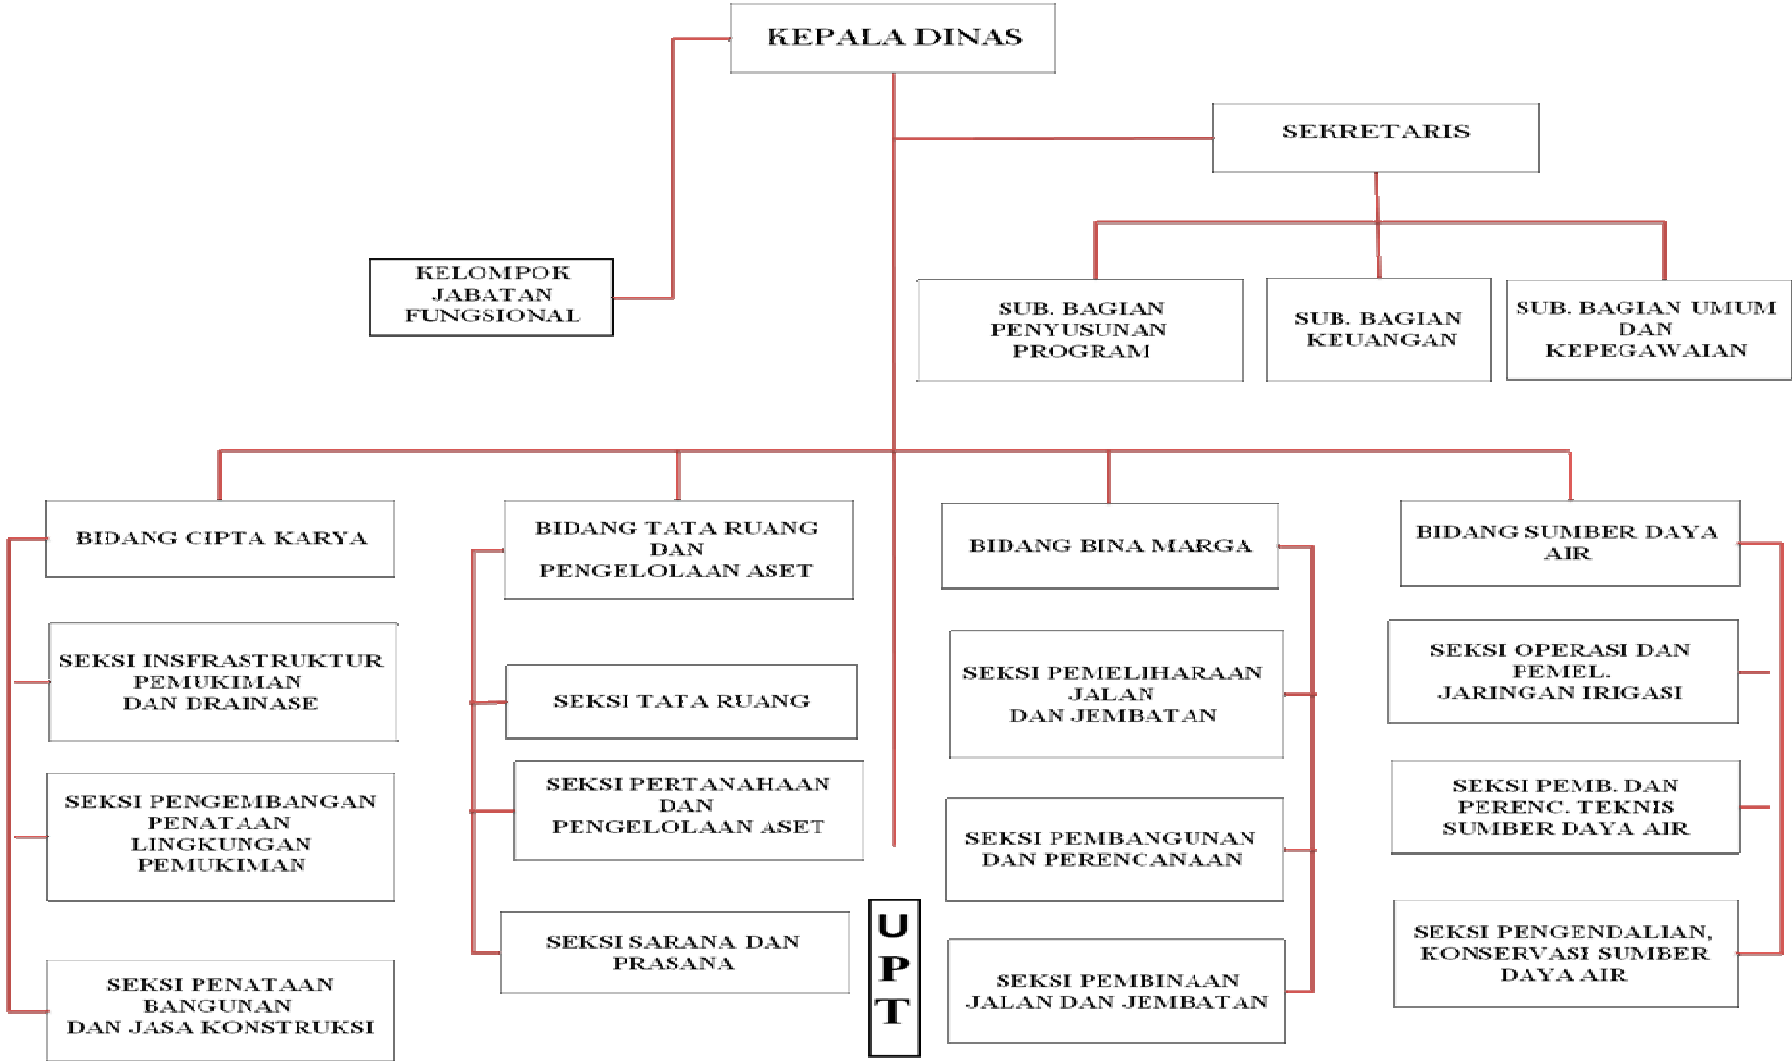 KEPALA DINAS
SEKRETARIS
KELOMPOK
JABATAN
FUNGSIONAL
SUB. BAGIAN
PENYUSUNAN
PROGRAM
SUB. BAGIAN
KEUANGAN
SUB. BAGIAN UMUM
DAN
KEPEGAWAIAN
BIDANG CIPTA KARYA
SEKSI INSFRASTRUKTUR
PEMUKIMAN
DAN DRAINASE
SEKSI PENGEMBANGAN
PENATAAN
LINGKUNGAN
PEMUKIMAN
SEKSI PENATAAN
BANGUNAN
DAN JASA KONSTRUKSI
BIDANG TATA RUANG
DAN
PENGELOLAAN ASET
SEKSI TATA RUANG
SEKSI PERTANAHAAN
DAN
PENGELOLAAN ASET
SEKSI SARANA DAN
PRASANA
U
P
T
BIDANG BINA MARGA
SEKSI PEMELIHARAAN
JALAN
DAN JEMBATAN
SEKSI PEMBANGUNAN
DAN PERENCANAAN
SEKSI PEMBINAAN
JALAN DAN JEMBATAN
BIDANG SUMBER DAYA
AIR
SEKSI OPERASI DAN
PEMEL.
JARINGAN IRIGASI
SEKSI PEMB. DAN
PERENC. TEKNIS
SUMBER DAYA AIR
SEKSI PENGENDALIAN,
KONSERVASI SUMBER
DAYA AIR